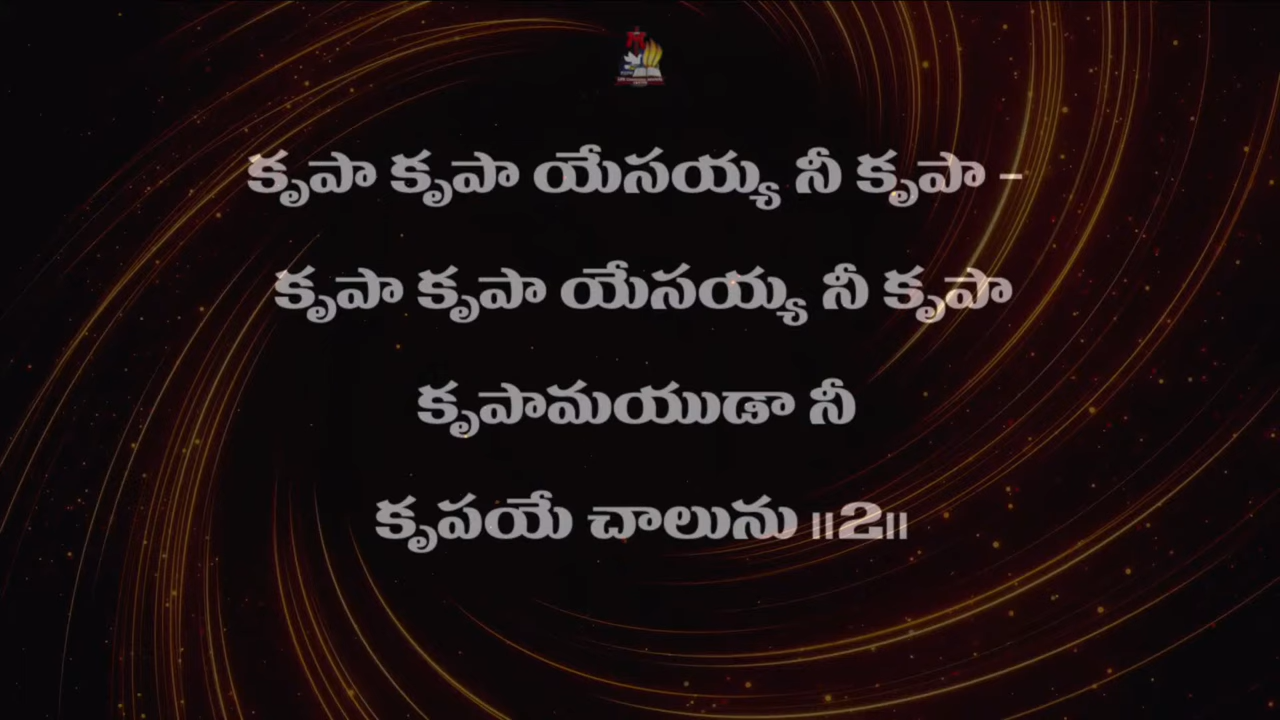 కృపా కృపా యేసయ్య నీ కృపా -
కృపా కృపా యేసయ్య నీ కృపా
కృపామయుడా నీ
కృపయే చాలును ॥2॥